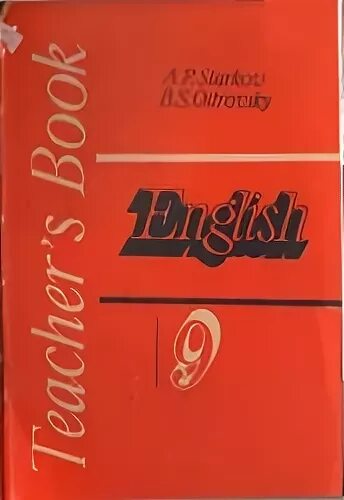 A.P. Starkov
B.S. Ostrovsky
Teacher's Book
English
9